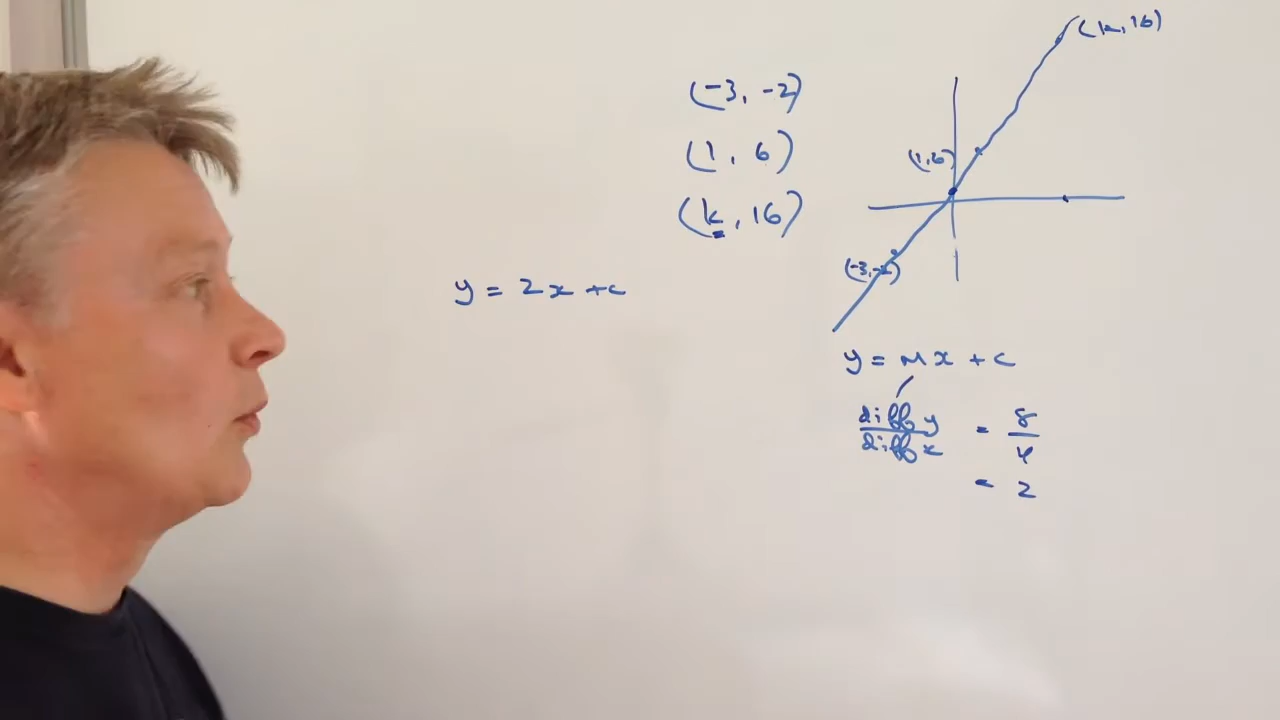 (-3, -2)
(1, 6)
(k, 16)
y = 2x + c
(k, 16)
(1, 6)
(-3, -2)
y = mx + c
diff y
diff x
= 8
4
= 2